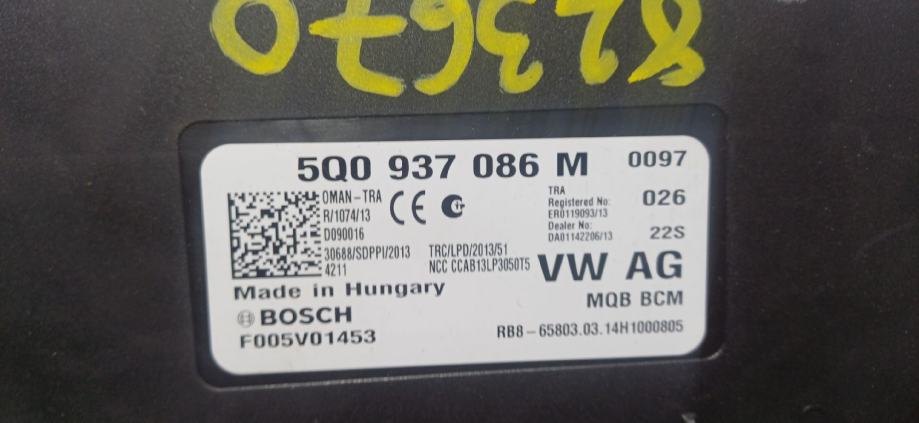 5Q0 937 086 M 0097
OMAN-TRA
R/1074/13
D090016
30688/SDPPI/2013
4211
CE
TRC/LPD/2013/51
NCC CCAB13LP3050T5
TRA
Registered No:
ER0119093/13
Dealer No:
DA01142206/13
026
22S
VW AG
MQB BCM
Made in Hungary
BOSCH
F005V01453
RB8-65803.03.14H1000805